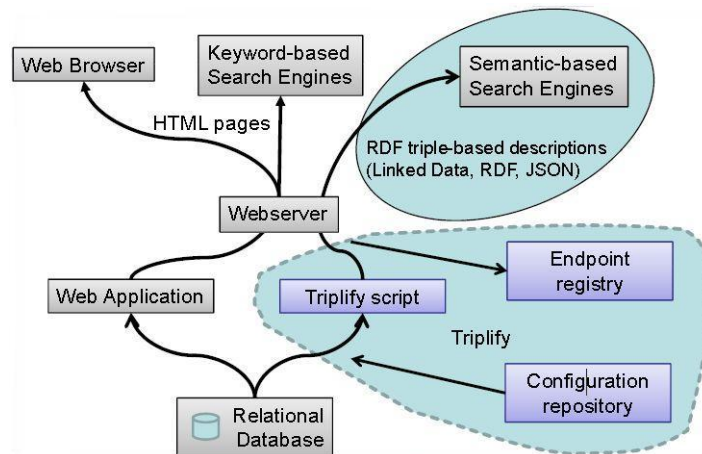 Web Browser
Keyword-based
Search Engines
Semantic-based
Search Engines
HTML pages
RDF triple-based descriptions
(Linked Data, RDF, JSON)
Webserver
Endpoint
registry
Web Application
Triplify script
Triplify
Configuration
repository
Relational
Database